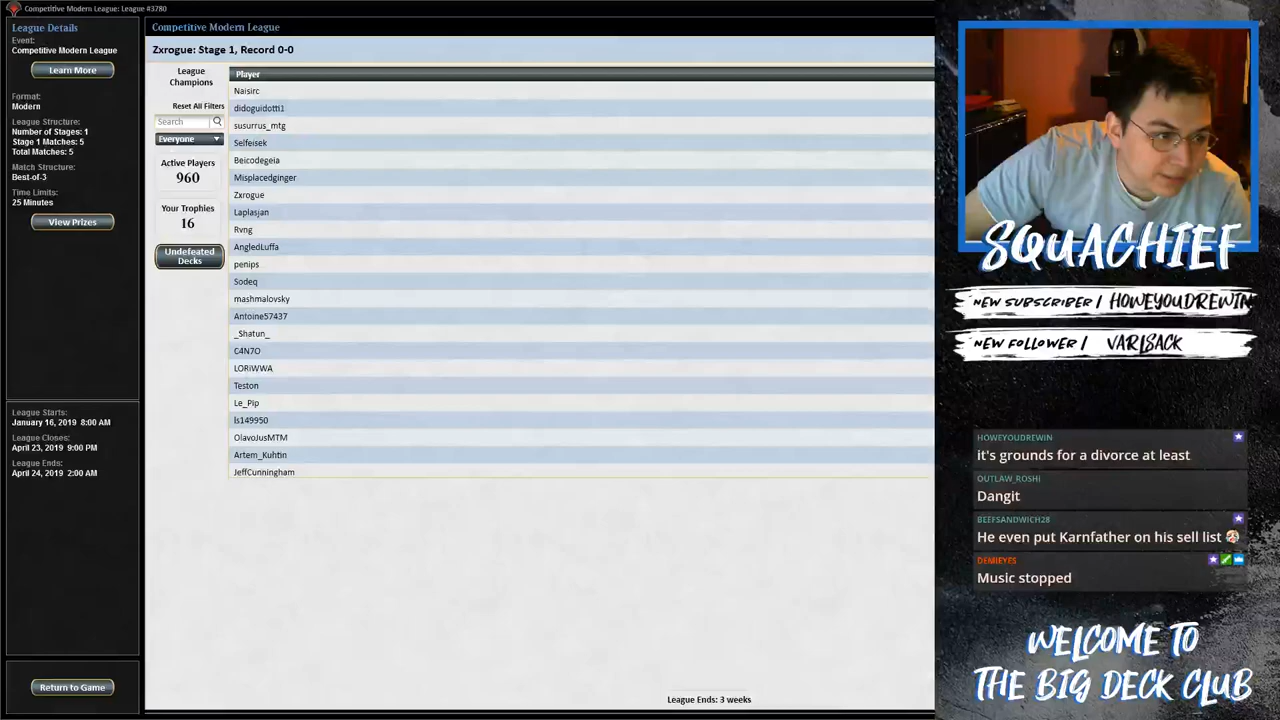 Competitive Modern League: League #3780
League Details
Event:
Competitive Modern League
Learn More
Format:
Modern
League Structure:
Number of Stages: 1
Stage 1 Matches: 5
Total Matches: 5
Match Structure:
Best-of-3
Time Limits:
25 Minutes
View Prizes
League Starts:
January 16, 2019 8:00 AM
League Closes:
April 23, 2019 9:00 PM
League Ends:
April 24, 2019 2:00 AM
Return to Game
Competitive Modern League
Zxrogue: Stage 1, Record 0-0
League
Champions
Reset All Filters
Search
Everyone
Active Players
960
Your Trophies
16
Undefeated
Decks
Player
Naisirc
didoguidotti1
susurrus_mtg
Selfeisek
Beicodegeia
Misplacedginger
Zxrogue
Laplasjan
Rvng
AngledLuffa
penips
Sodeq
mashmalovsky
Antoine57437
_Shatun_
C4N7O
LORiWWA
Teston
Le_Pip
ls149950
OlavoJusMTM
Artem_Kuhtin
JeffCunningham
League Ends: 3 weeks
SQUACHIEF
NEW SUBSCRIBER / HOWEYOUDREWIN
NEW FOLLOWER / VARLSACK
HOWEYOUDREWIN
it's grounds for a divorce at least
OUTLAW_ROSHI
Dangit
BEEFSANDWICH28
He even put Karnfather on his sell list
DEMIEYES
Music stopped
WELCOME TO
THE BIG DECK CLUB